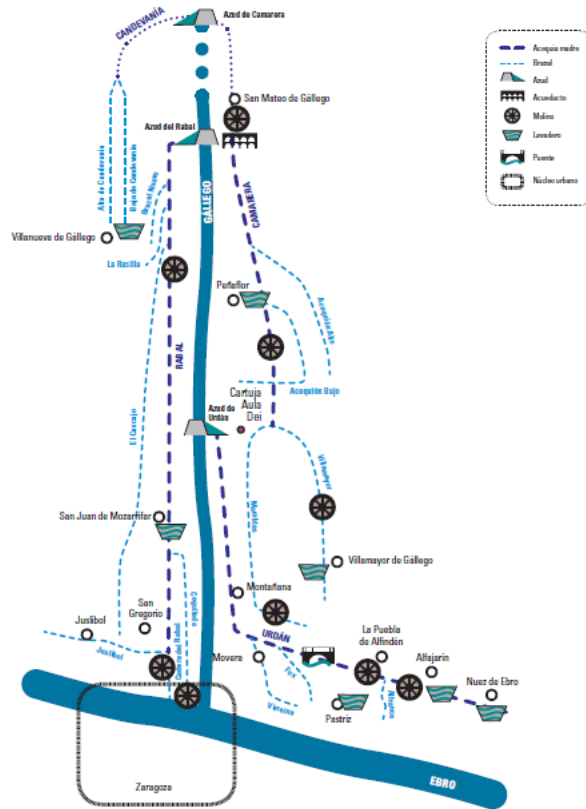 Azud de Camarera
CANDEVANÍA
Acequia madre
Brazal
Azud
Acueducto
Molino
Lavadero
Puente
Núcleo urbano
San Mateo de Gállego
Azud del Rabal
Alto de Candevanía
Bajo de Candevanía
Brazal Nuevo
GÁLLEGO
CAMARERA
Villanueva de Gállego
La Rasilla
Peñaflor
Acequión Alto
RABAL
Acequión Bajo
Cartuja
Aula
Dei
Azud de
Urdán
El Cascajo
Villamayor
Mamblas
San Juan de Mozarrifar
Villamayor de Gállego
Montañana
San
Gregorio
Juslibol
Juslibol
URDÁN
La Puebla
de Alfindén
Alfajarín
Movera
Nuez de Ebro
Pastriz
Zaragoza
EBRO